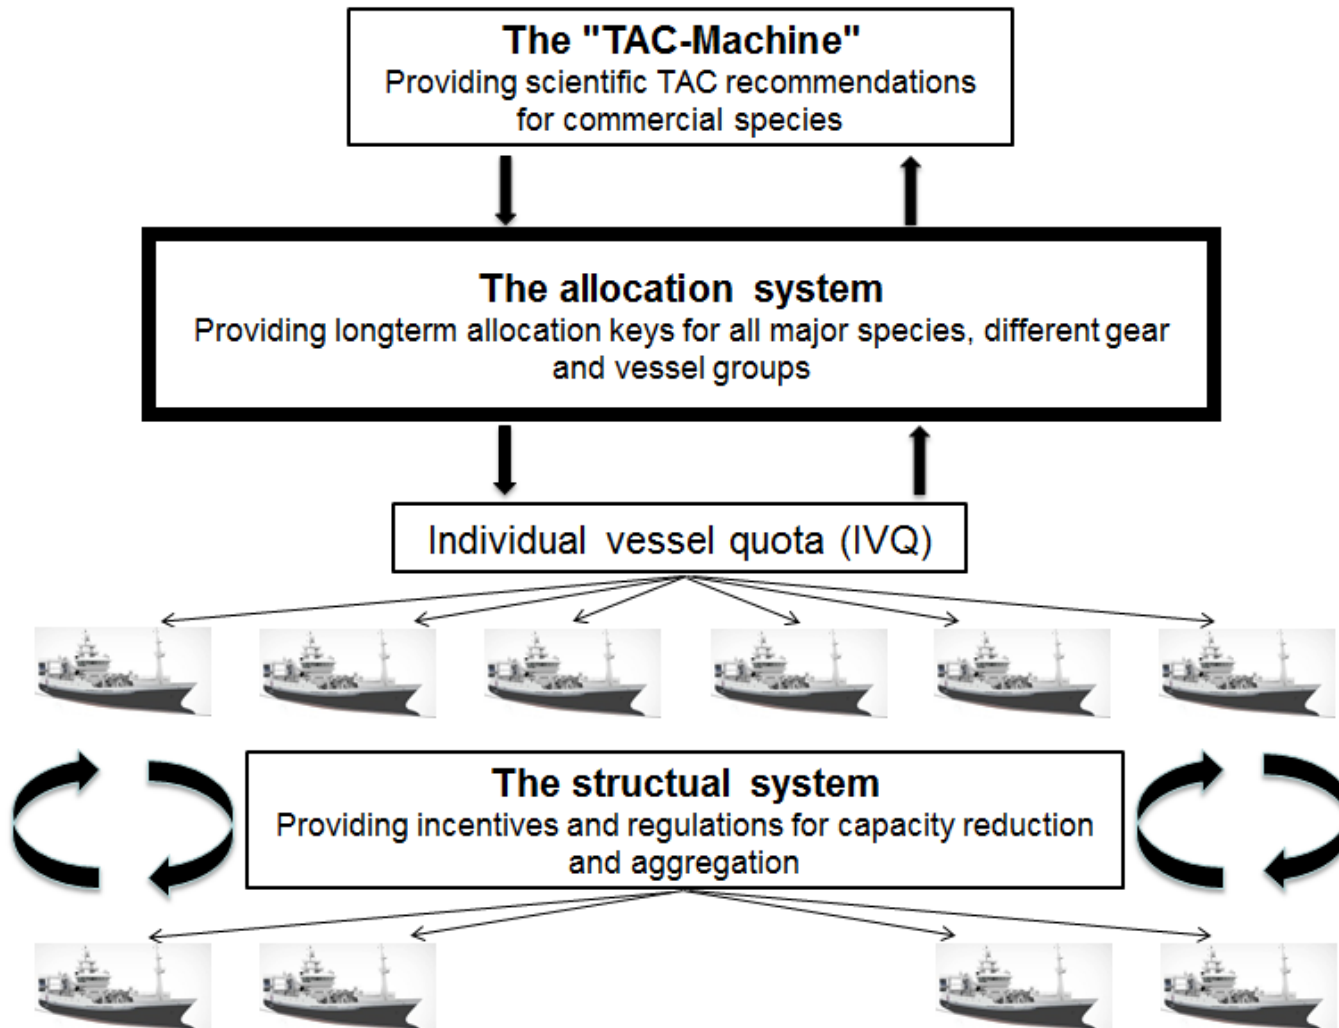 The "TAC-Machine"
Providing scientific TAC recommendations
for commercial species
The allocation system
Providing longterm allocation keys for all major species, different gear
and vessel groups
Individual vessel quota (IVQ)
The structual system
Providing incentives and regulations for capacity reduction
and aggregation